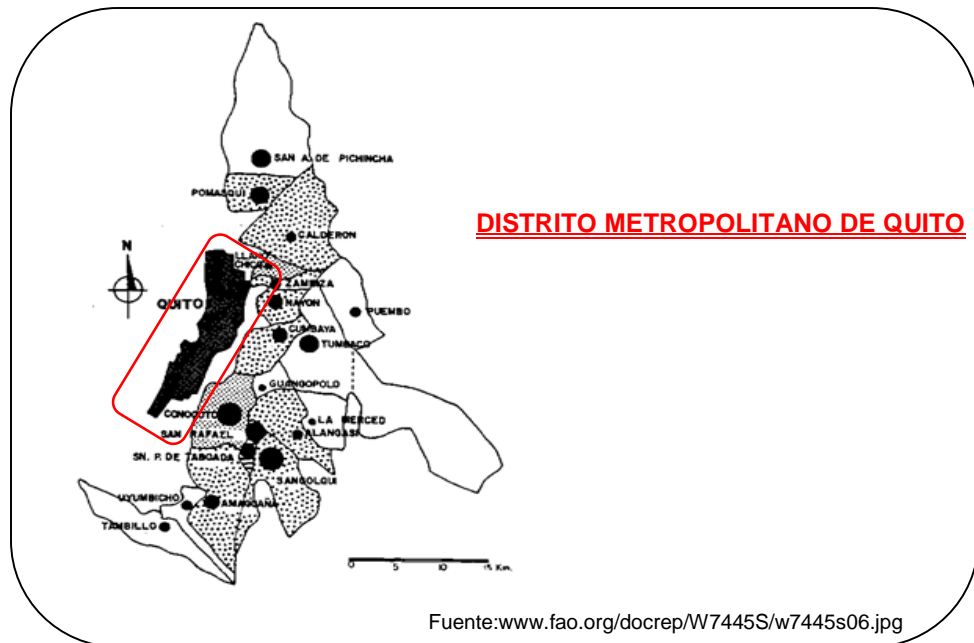 SAN A. DE PICHINCHA
POMASQUI
CALDERON
N
LLANO
CHICO
ZAMBIZA
QUITO
NAYON
PUEMBO
CUMBAYA
TUMBACO
GUANGOPOLO
CONOCOTO
LA MERCED
SAN RAFAEL
ALANGASI
SN. P. DE TABOADA
SANGOLQUI
UYUMBICHO
AMAGUAÑA
TAMBILLO
0 5 10 15 Km.
DISTRITO METROPOLITANO DE QUITO
Fuente:www.fao.org/docrep/W7445S/w7445s06.jpg